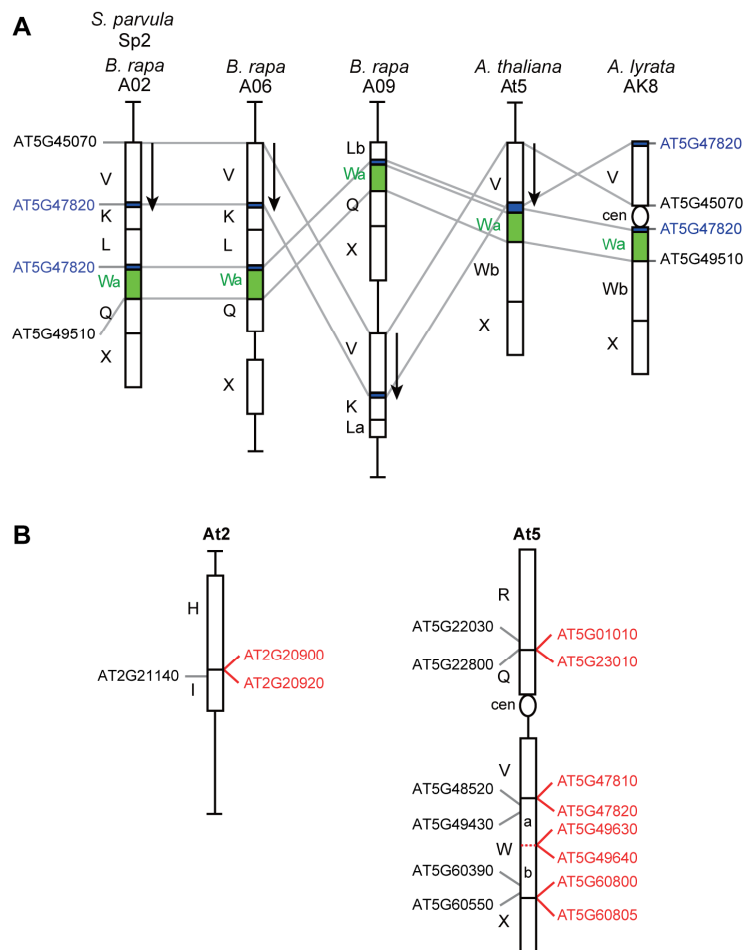 A
S. parvula
Sp2
B. rapa
A02
B. rapa
A06
B. rapa
A09
A. thaliana
At5
A. lyrata
AK8
AT5G45070
AT5G47820
AT5G47820
AT5G49510
V
K
L
Wa
Q
X
V
K
L
Wa
Q
X
Lb
Wa
Q
X
V
K
La
V
Wa
Wb
X
V
cen
Wa
Wb
X
AT5G47820
AT5G45070
AT5G47820
AT5G49510
B
At2
H
AT2G21140
I
AT2G20900
AT2G20920
At5
R
AT5G22030
AT5G22800
Q
cen
AT5G01010
AT5G23010
V
AT5G48520
AT5G49430
a
W
b
AT5G60390
AT5G60550
X
AT5G47810
AT5G47820
AT5G49630
AT5G49640
AT5G60800
AT5G60805